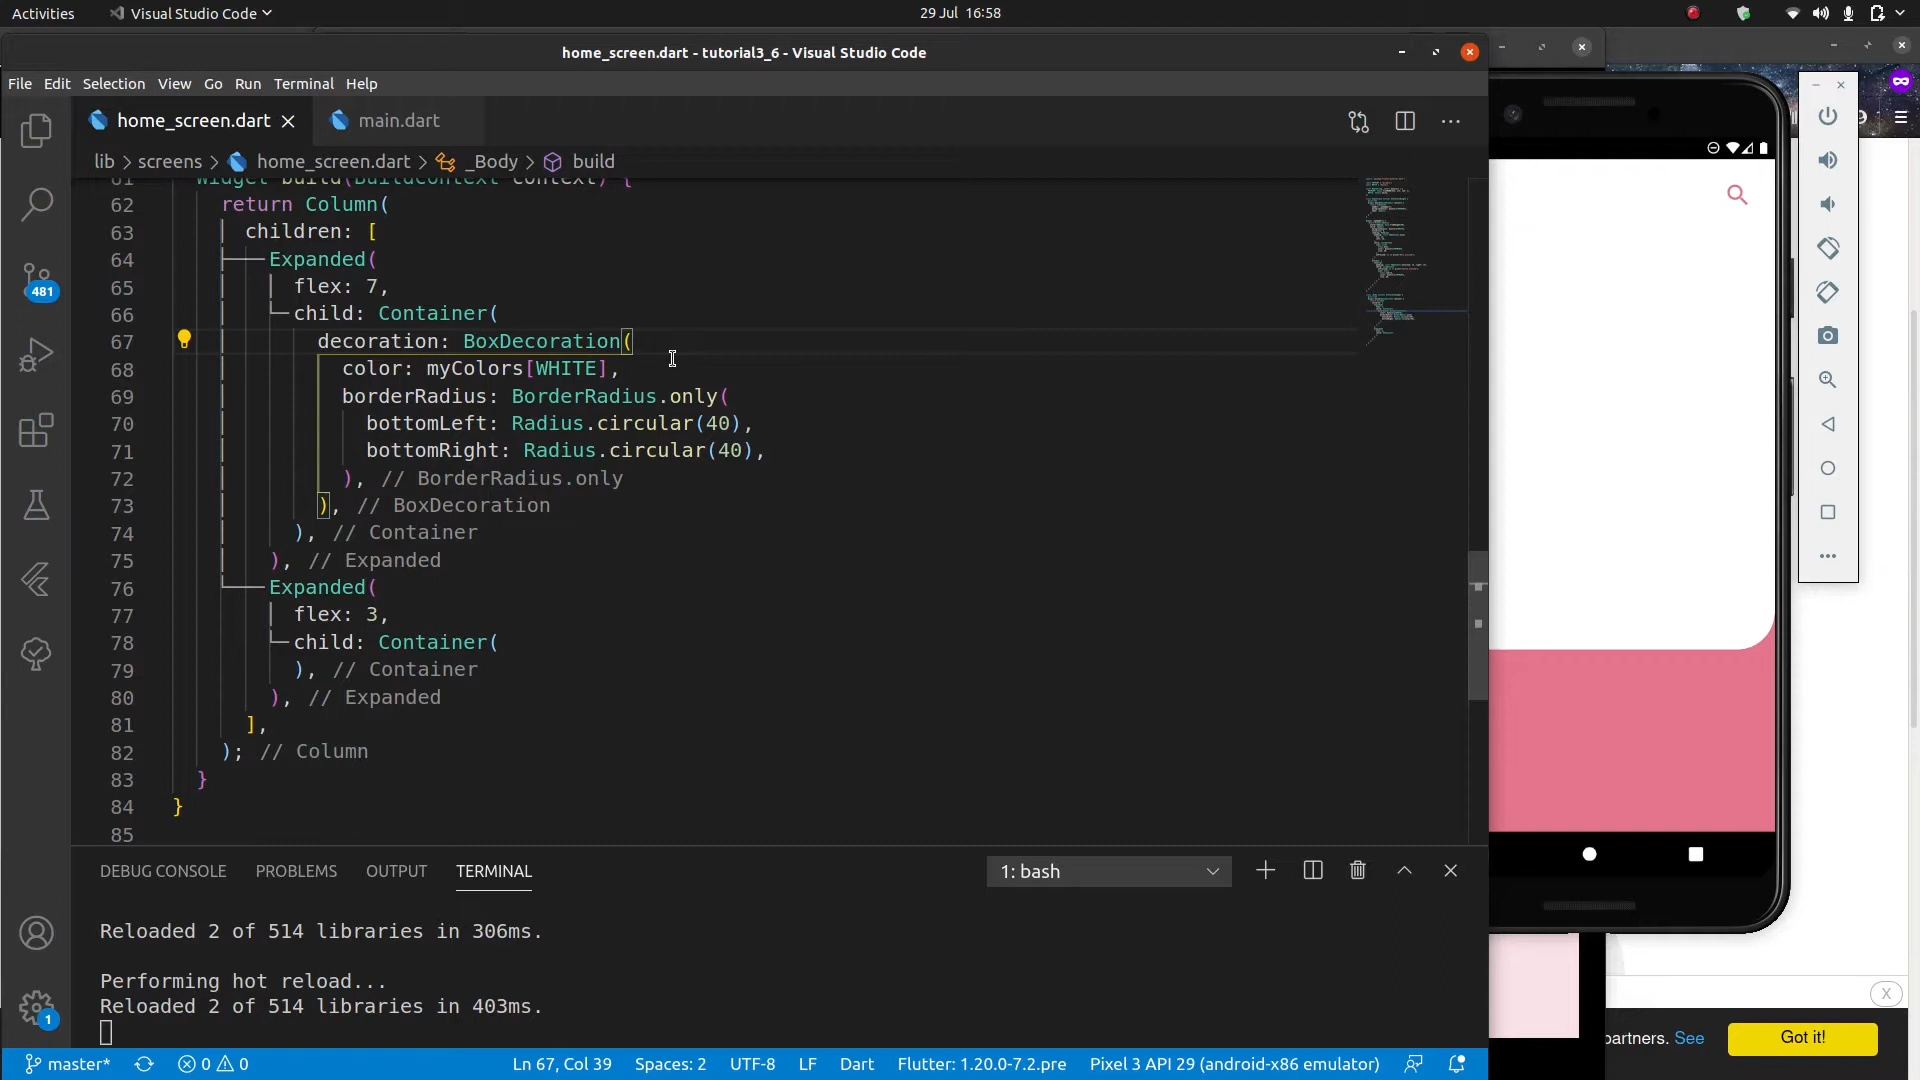 Activities
Visual Studio Code
29 Jul 16:58
home_screen.dart - tutorial3_6 - Visual Studio Code
File Edit Selection View Go Run Terminal Help
home_screen.dart
main.dart
lib > screens > home_screen.dart > _Body > build
61 Widget build(BuildContext context) {
62 return Column(
63 children: [
64 Expanded(
65 flex: 7,
66 child: Container(
67 decoration: BoxDecoration(
68 color: myColors[WHITE],
69 borderRadius: BorderRadius.only(
70 bottomLeft: Radius.circular(40),
71 bottomRight: Radius.circular(40),
72 ), // BorderRadius.only
73 ), // BoxDecoration
74 ), // Container
75 ), // Expanded
76 Expanded(
77 flex: 3,
78 child: Container(
79 ), // Container
80 ), // Expanded
81 ],
82 ); // Column
83 }
84 }
85
481
1
DEBUG CONSOLE PROBLEMS OUTPUT TERMINAL
1: bash
Reloaded 2 of 514 libraries in 306ms.
Performing hot reload...
Reloaded 2 of 514 libraries in 403ms.
X
partners. See
Got it!
master* 0 0 Ln 67, Col 39 Spaces: 2 UTF-8 LF Dart Flutter: 1.20.0-7.2.pre Pixel 3 API 29 (android-x86 emulator)